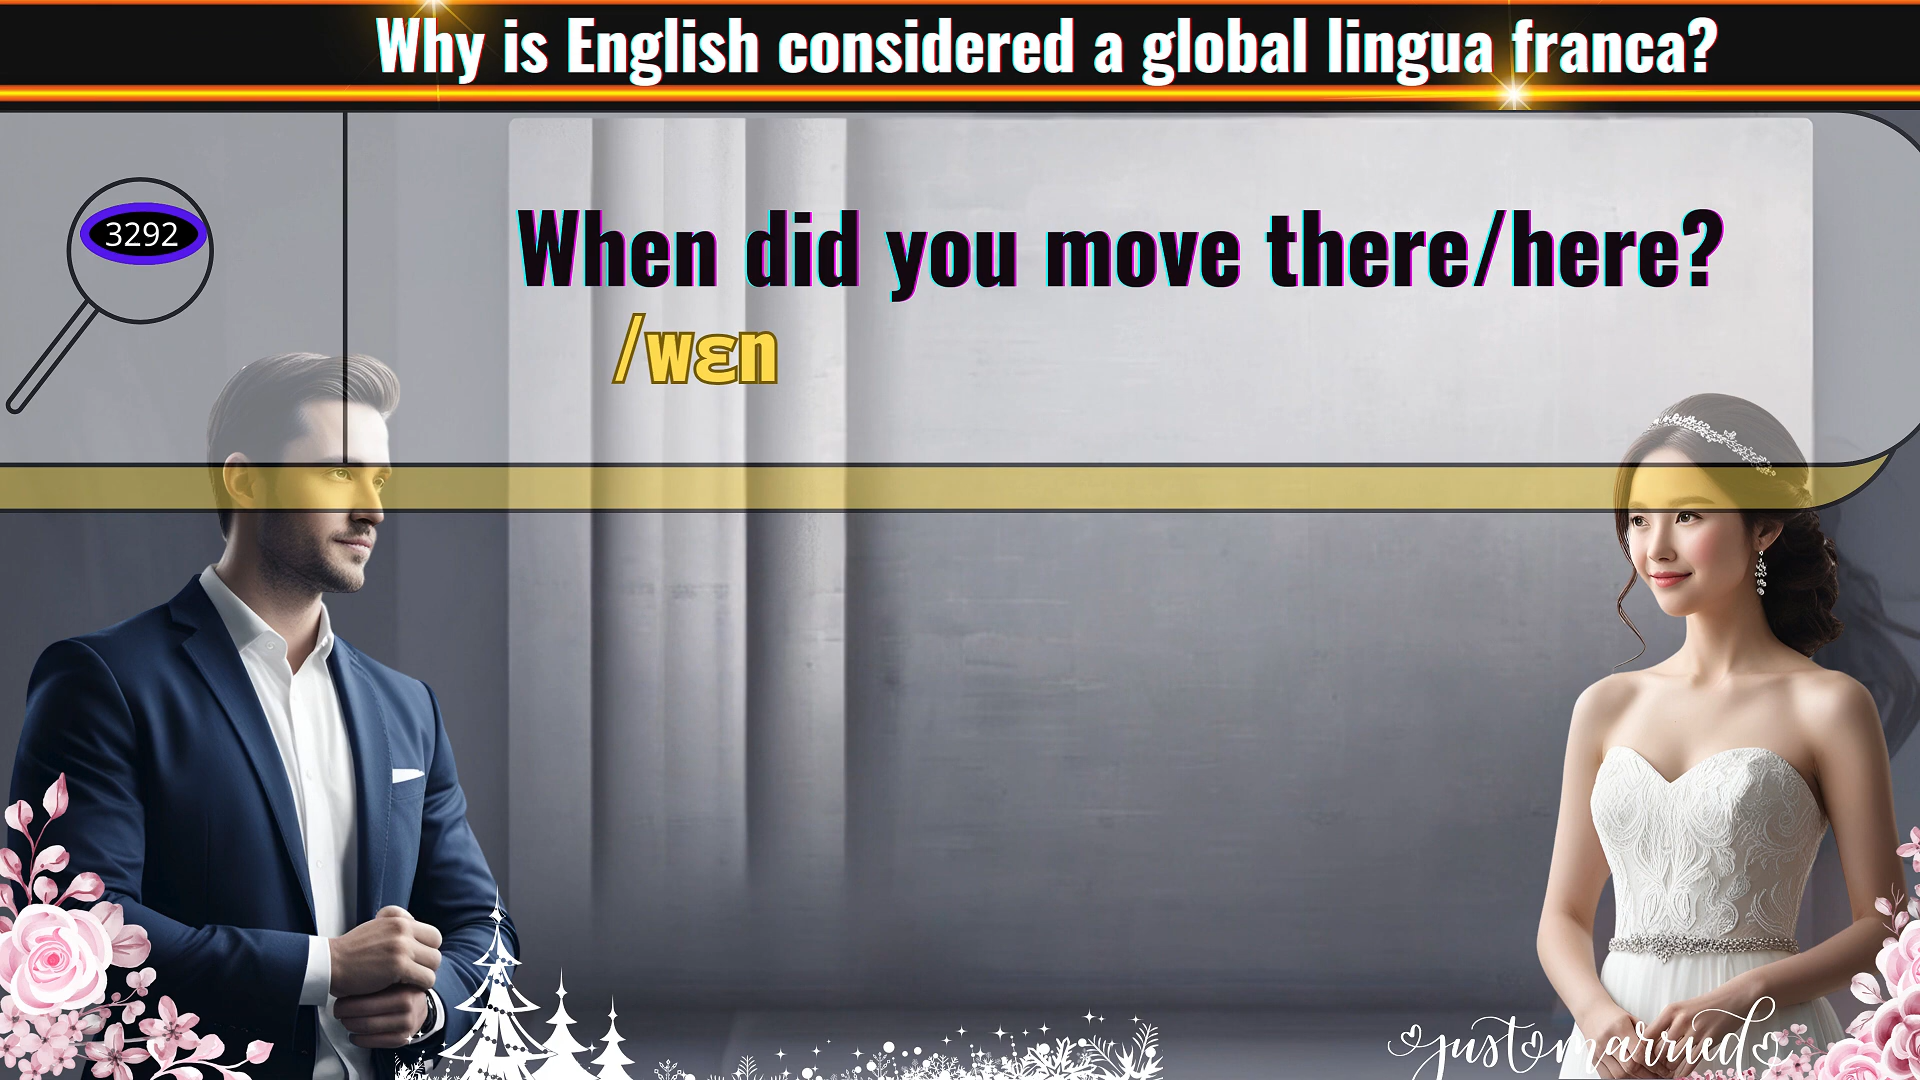 Why is English considered a global lingua franca?
3292
When did you move there/here?
/wɛn
just married